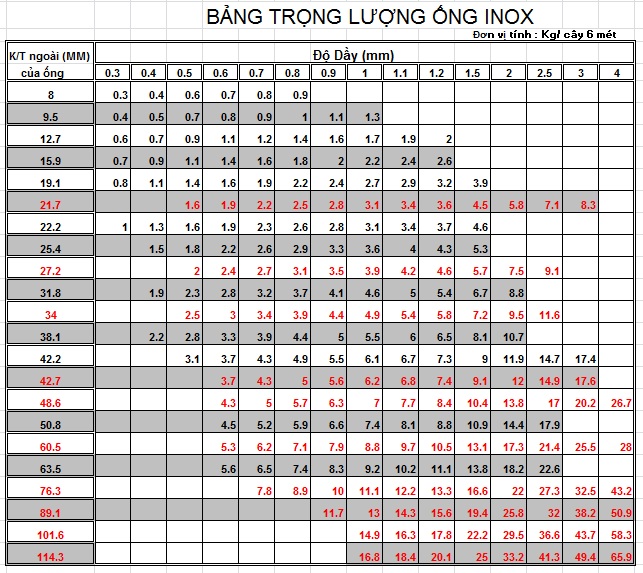 BẢNG TRỌNG LƯỢNG ỐNG INOX
Đơn vị tính : Kg/ cây 6 mét
K/T ngoài (MM) Độ Dầy (mm)
của ống 0.3 0.4 0.5 0.6 0.7 0.8 0.9 1 1.1 1.2 1.5 2 2.5 3 4
8 0.3 0.4 0.6 0.7 0.8 0.9
9.5 0.4 0.5 0.7 0.8 0.9 1 1.1 1.3
12.7 0.6 0.7 0.9 1.1 1.2 1.4 1.6 1.7 1.9 2
15.9 0.7 0.9 1.1 1.4 1.6 1.8 2 2.2 2.4 2.6
19.1 0.8 1.1 1.4 1.6 1.9 2.2 2.4 2.7 2.9 3.2 3.9
21.7 1.6 1.9 2.2 2.5 2.8 3.1 3.4 3.6 4.5 5.8 7.1 8.3
22.2 1 1.3 1.6 1.9 2.3 2.6 2.8 3.1 3.4 3.7 4.6
25.4 1.5 1.8 2.2 2.6 2.9 3.3 3.6 4 4.3 5.3
27.2 2 2.4 2.7 3.1 3.5 3.9 4.2 4.6 5.7 7.5 9.1
31.8 1.9 2.3 2.8 3.2 3.7 4.1 4.6 5 5.4 6.7 8.8
34 2.5 3 3.4 3.9 4.4 4.9 5.4 5.8 7.2 9.5 11.6
38.1 2.2 2.8 3.3 3.9 4.4 5 5.5 6 6.5 8.1 10.7
42.2 3.1 3.7 4.3 4.9 5.5 6.1 6.7 7.3 9 11.9 14.7 17.4
42.7 3.7 4.3 5 5.6 6.2 6.8 7.4 9.1 12 14.9 17.6
48.6 4.3 5 5.7 6.3 7 7.7 8.4 10.4 13.8 17 20.2 26.7
50.8 4.5 5.2 5.9 6.6 7.4 8.1 8.8 10.9 14.4 17.9
60.5 5.3 6.2 7.1 7.9 8.8 9.7 10.5 13.1 17.3 21.4 25.5 28
63.5 5.6 6.5 7.4 8.3 9.2 10.2 11.1 13.8 18.2 22.6
76.3 7.8 8.9 10 11.1 12.2 13.3 16.6 22 27.3 32.5 43.2
89.1 11.7 13 14.3 15.6 19.4 25.8 32 38.2 50.9
101.6 14.9 16.3 17.8 22.2 29.5 36.6 43.7 58.3
114.3 16.8 18.4 20.1 25 33.2 41.3 49.4 65.9